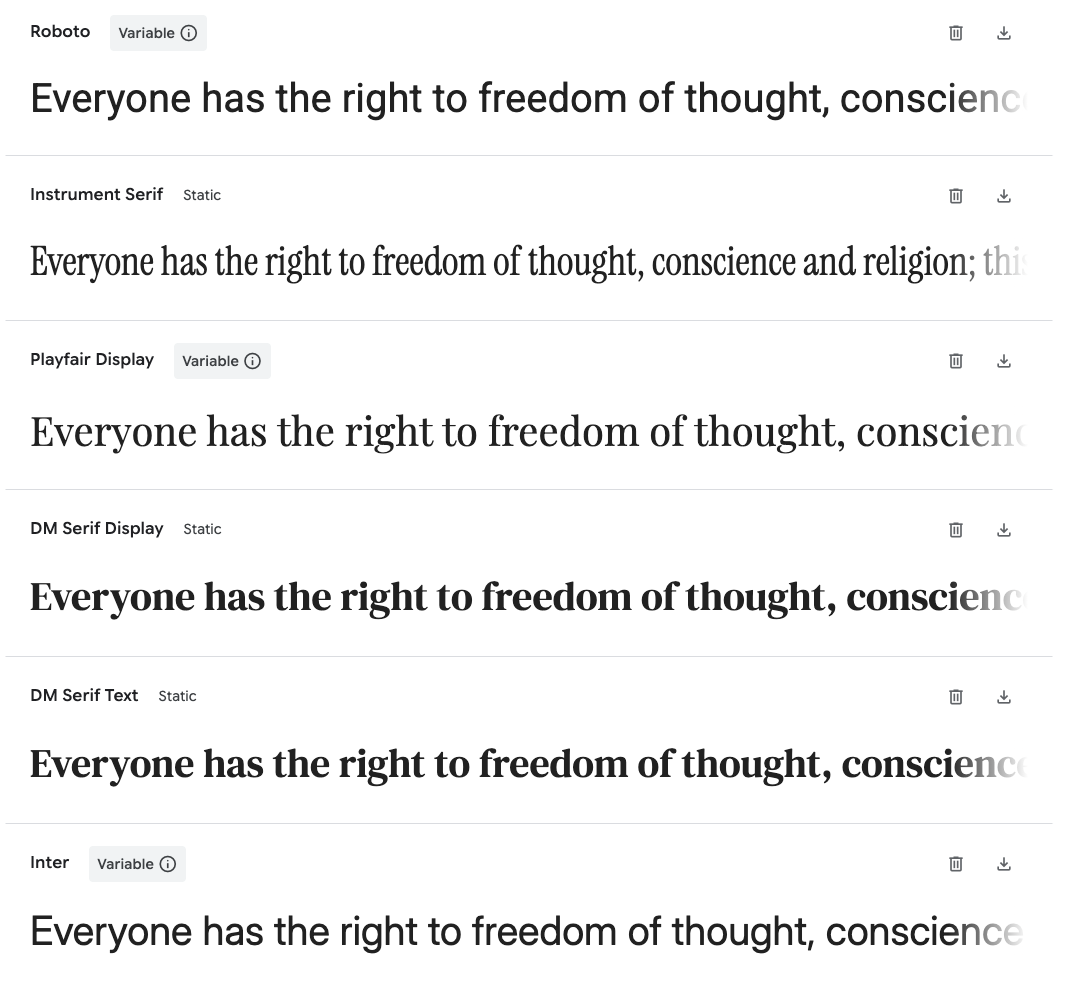 Roboto Variable
Everyone has the right to freedom of thought, conscience
Instrument Serif Static
Everyone has the right to freedom of thought, conscience and religion; this
Playfair Display Variable
Everyone has the right to freedom of thought, conscienc
DM Serif Display Static
Everyone has the right to freedom of thought, conscience
DM Serif Text Static
Everyone has the right to freedom of thought, conscience
Inter Variable
Everyone has the right to freedom of thought, conscience